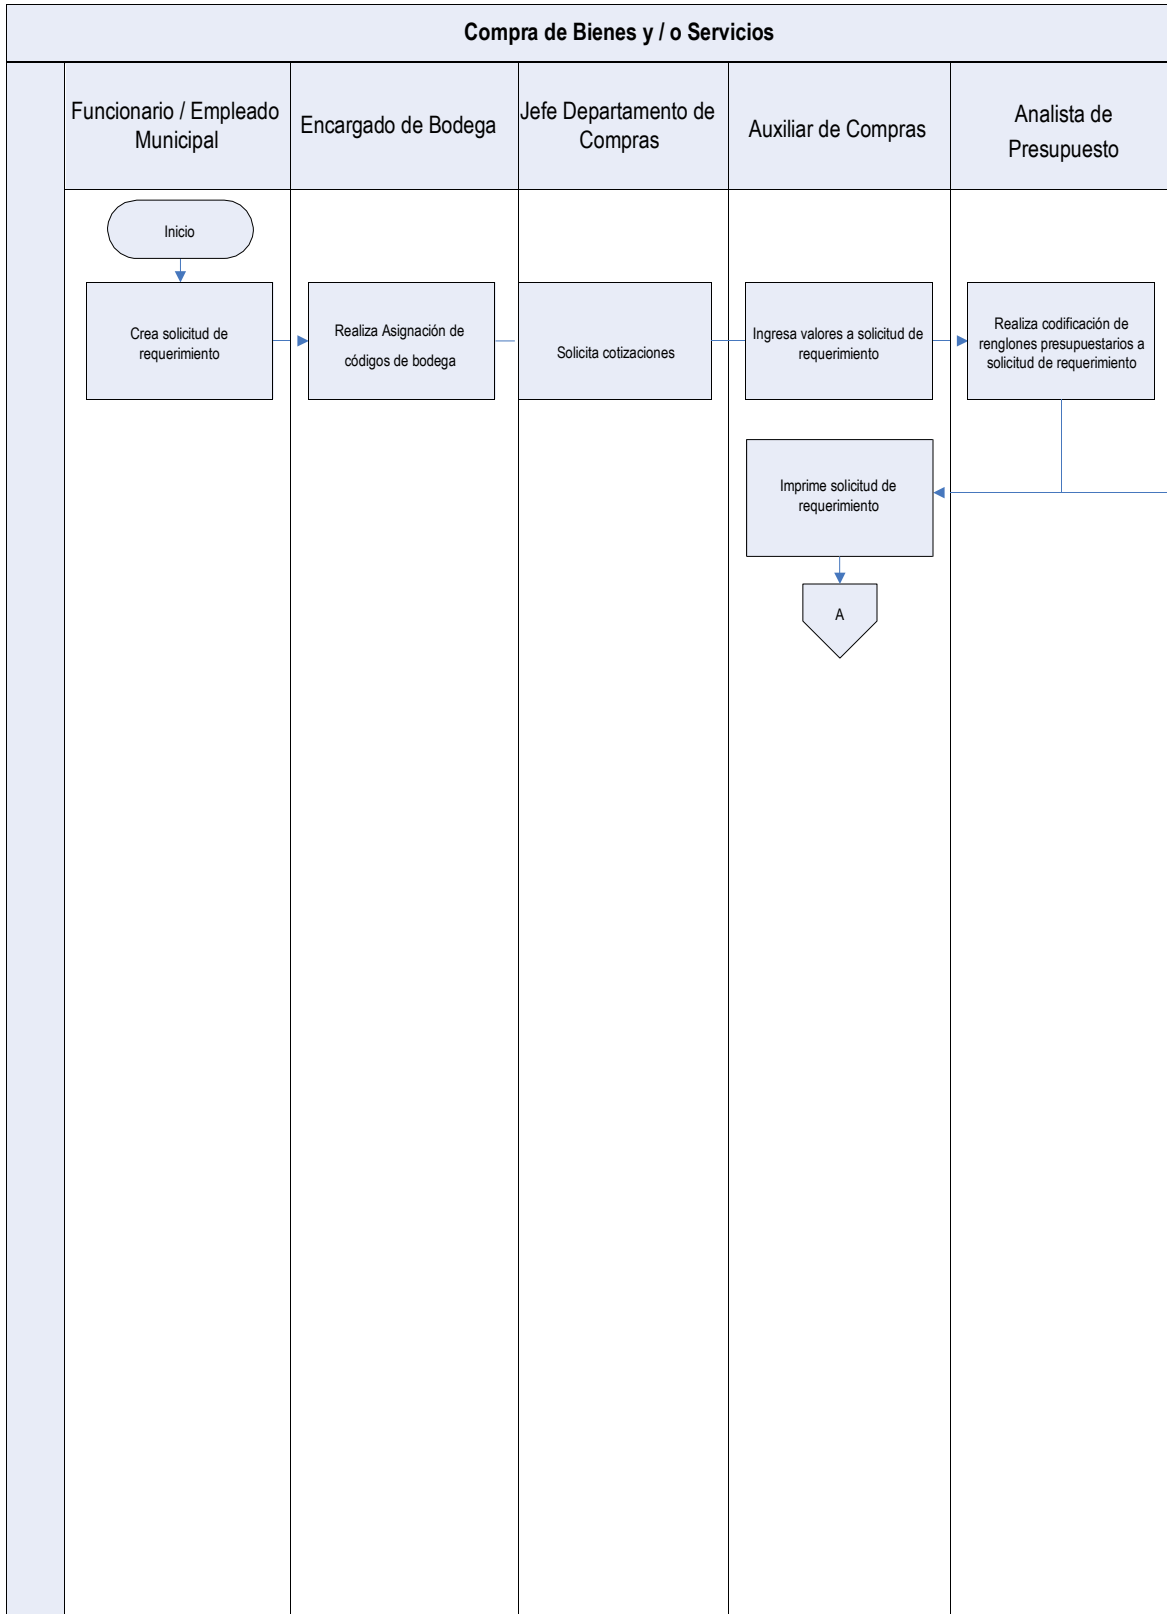 Compra de Bienes y / o Servicios
Funcionario / Empleado
Municipal
Encargado de Bodega
Jefe Departamento de
Compras
Auxiliar de Compras
Analista de
Presupuesto
Inicio
Crea solicitud de
requerimiento
Realiza Asignación de
códigos de bodega
Solicita cotizaciones
Ingresa valores a solicitud de
requerimiento
Realiza codificación de
renglones presupuestarios a
solicitud de requerimiento
Imprime solicitud de
requerimiento
A